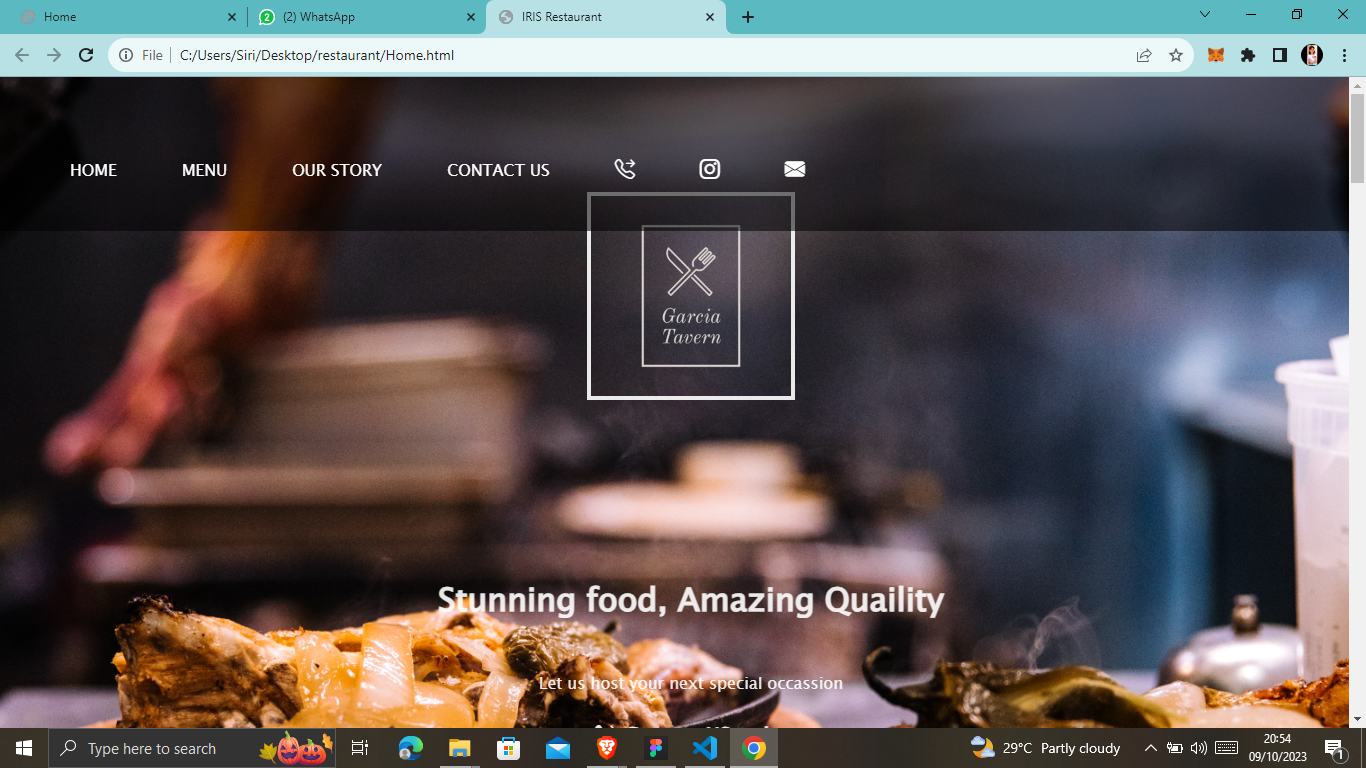 Home
2
(2) WhatsApp
IRIS Restaurant
File
C:/Users/Siri/Desktop/restaurant/Home.html
HOME
MENU
OUR STORY
CONTACT US
Garcia
Tavern
Stunning food, Amazing Quaility
Let us host your next special occassion
Type here to search
29°C Partly cloudy
20:54
09/10/2023
1